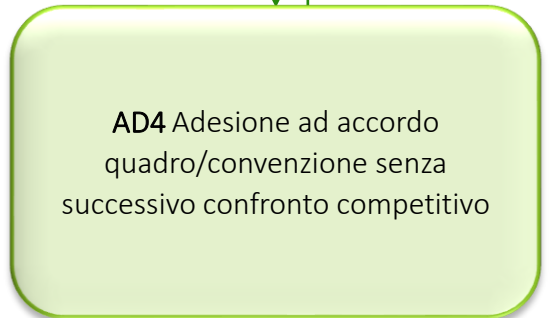 AD4 Adesione ad accordo
quadro/convenzione senza
successivo confronto competitivo